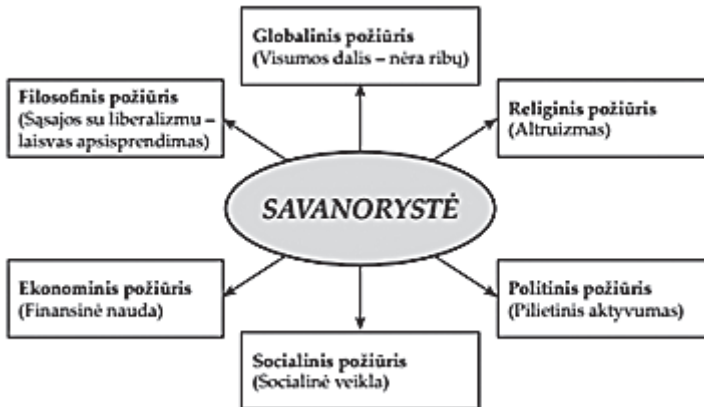 Globalinis požiūris
(Visumos dalis – nėra ribų)
Filosofinis požiūris
(Sąsajos su liberalizmu –
laisvas apsisprendimas)
Religinis požiūris
(Altruizmas)
SAVANORYSTĖ
Ekonominis požiūris
(Finansinė nauda)
Politinis požiūris
(Pilietinis aktyvumas)
Socialinis požiūris
(Socialinė veikla)